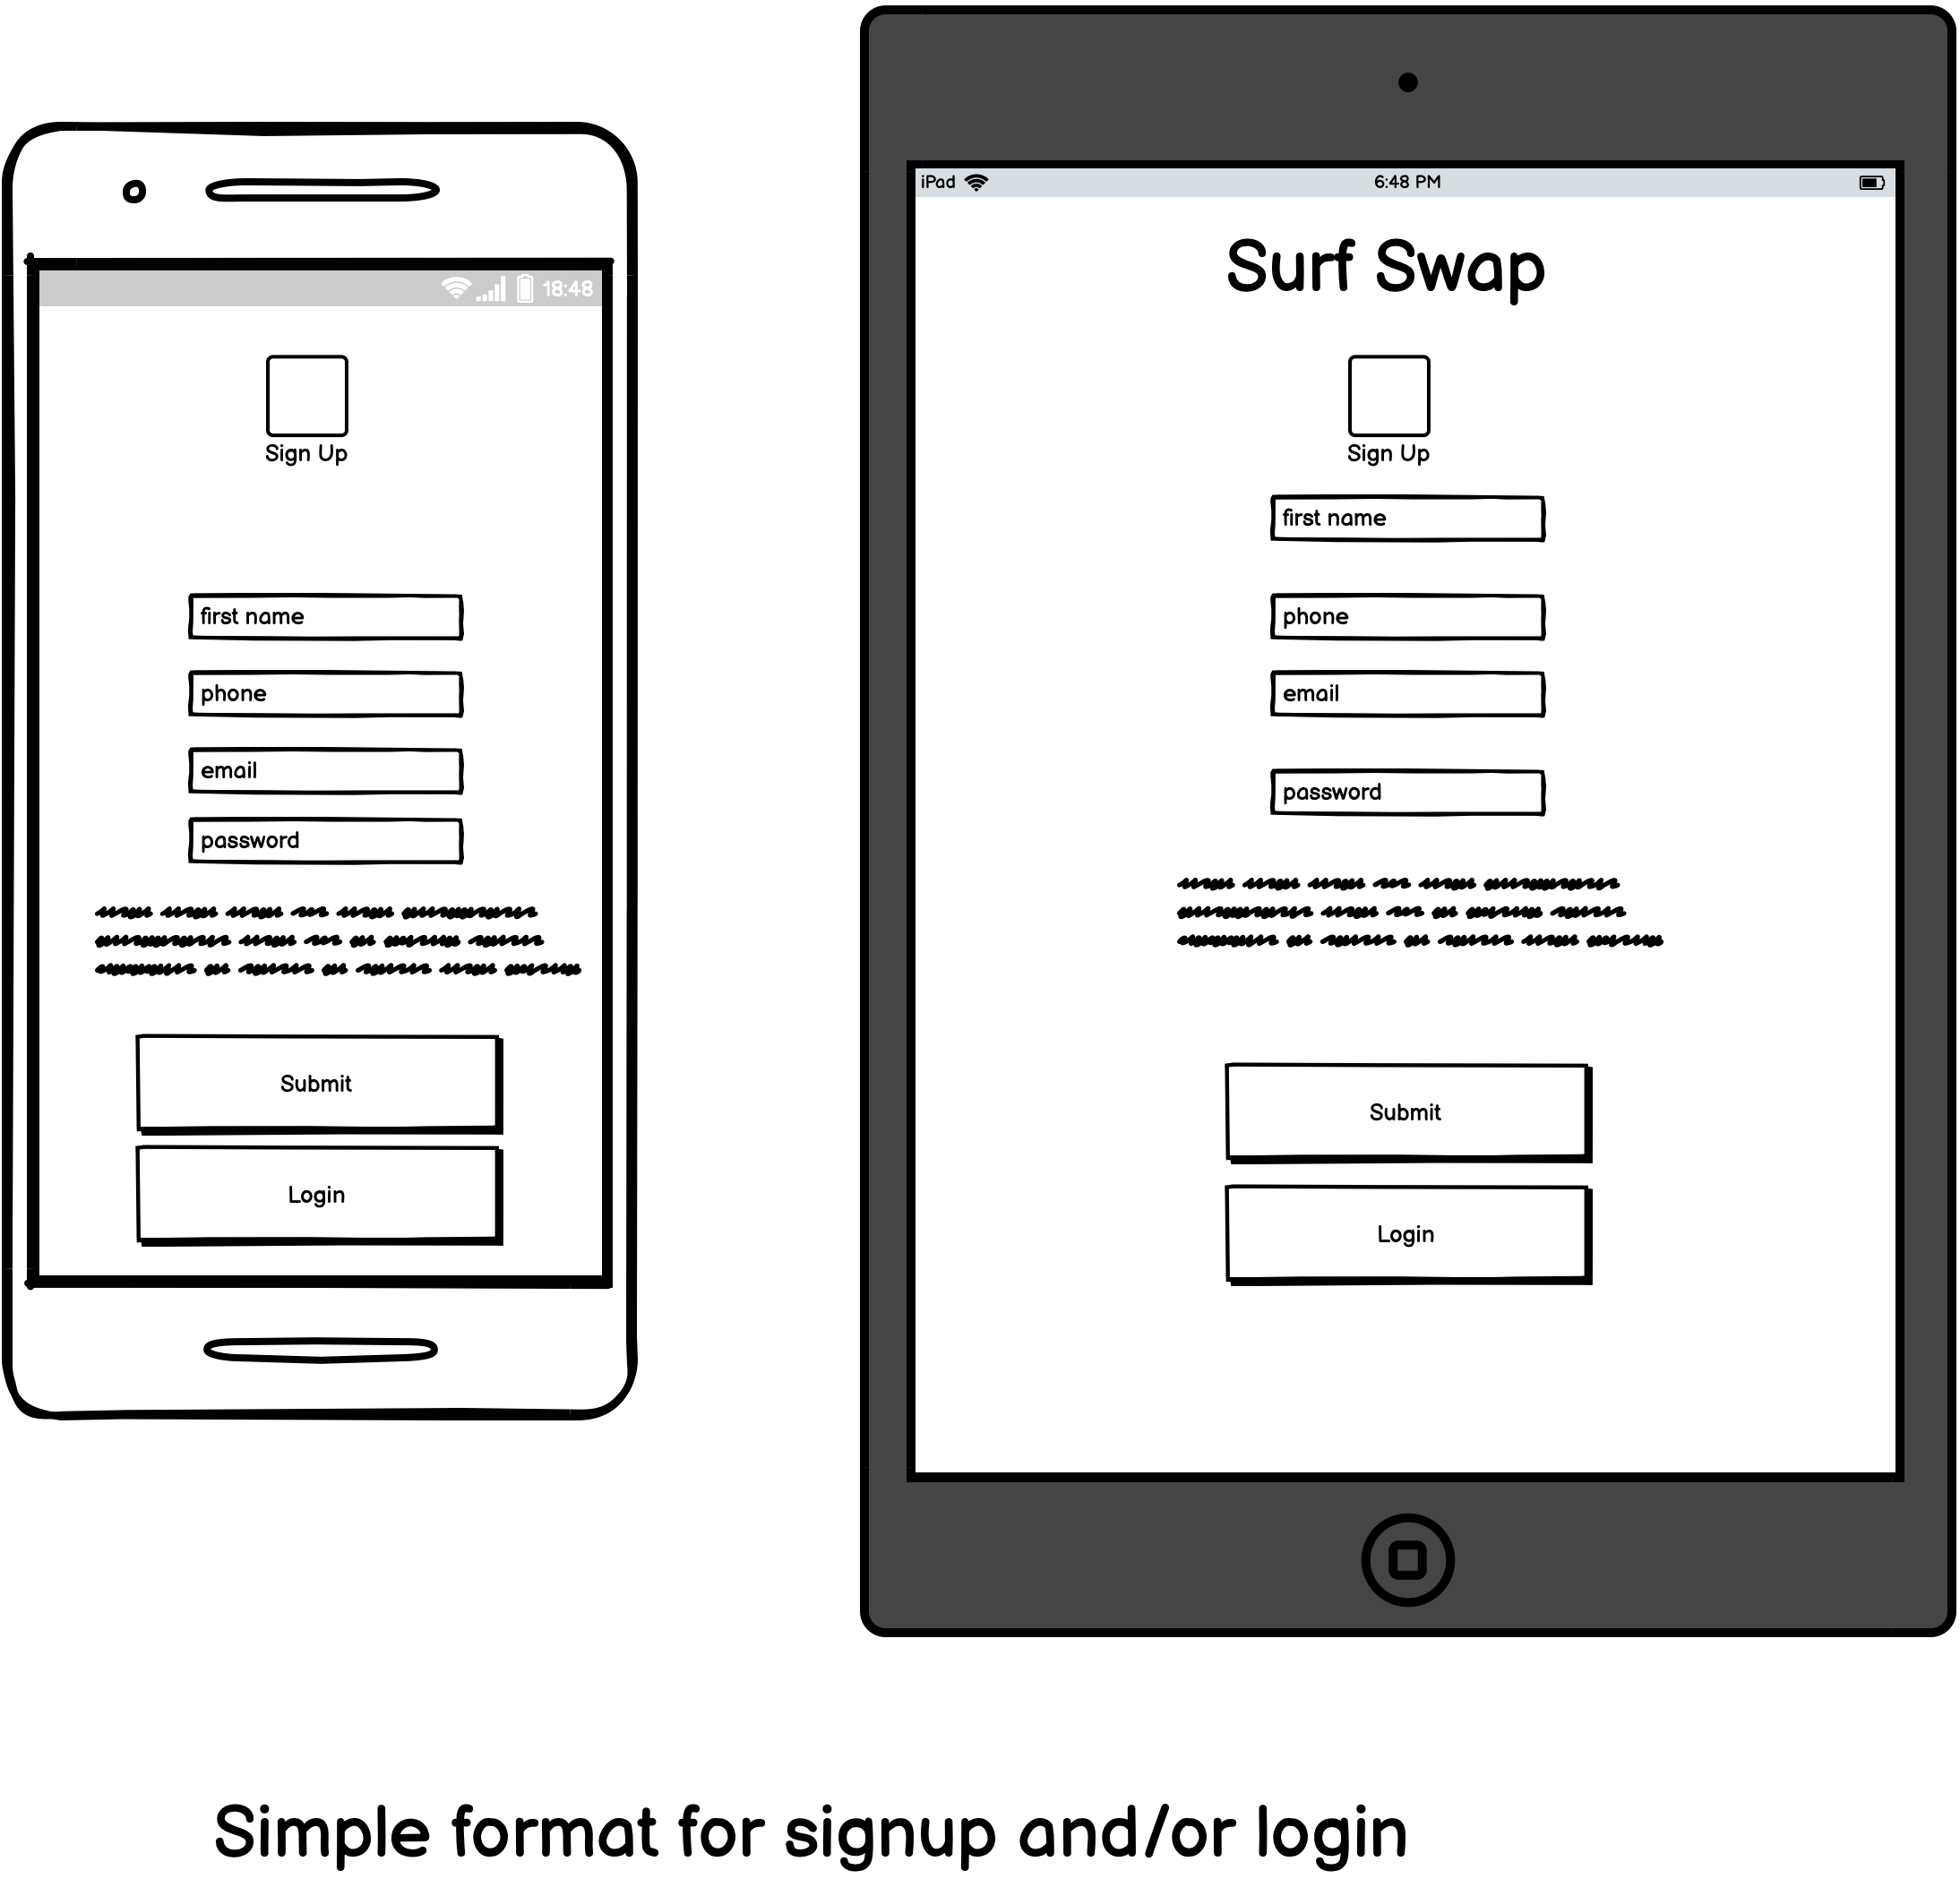 18:48
Sign Up
first name
phone
email
password
Submit
Login
iPad
6:48 PM
Surf Swap
Sign Up
first name
phone
email
password
Submit
Login
Simple format for signup and/or login